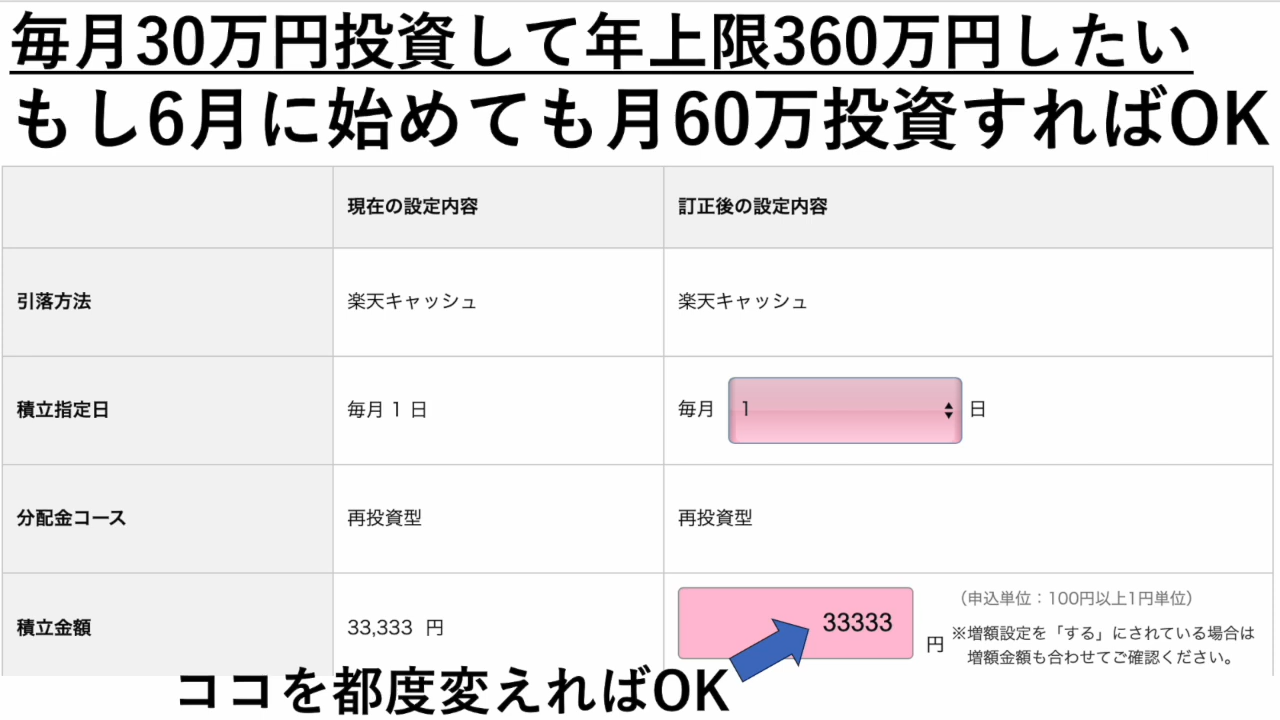 毎月30万円投資して年上限360万円したい
もし6月に始めても月60万投資すればOK
現在の設定内容 訂正後の設定内容
引落方法 楽天キャッシュ 楽天キャッシュ
積立指定日 毎月 1 日 毎月 1 日
分配金コース 再投資型 再投資型
積立金額 33,333 円 33333 円
（申込単位：100円以上1円単位）
※増額設定を「する」にされている場合は
増額金額も合わせてご確認ください。
ココを都度変えればOK